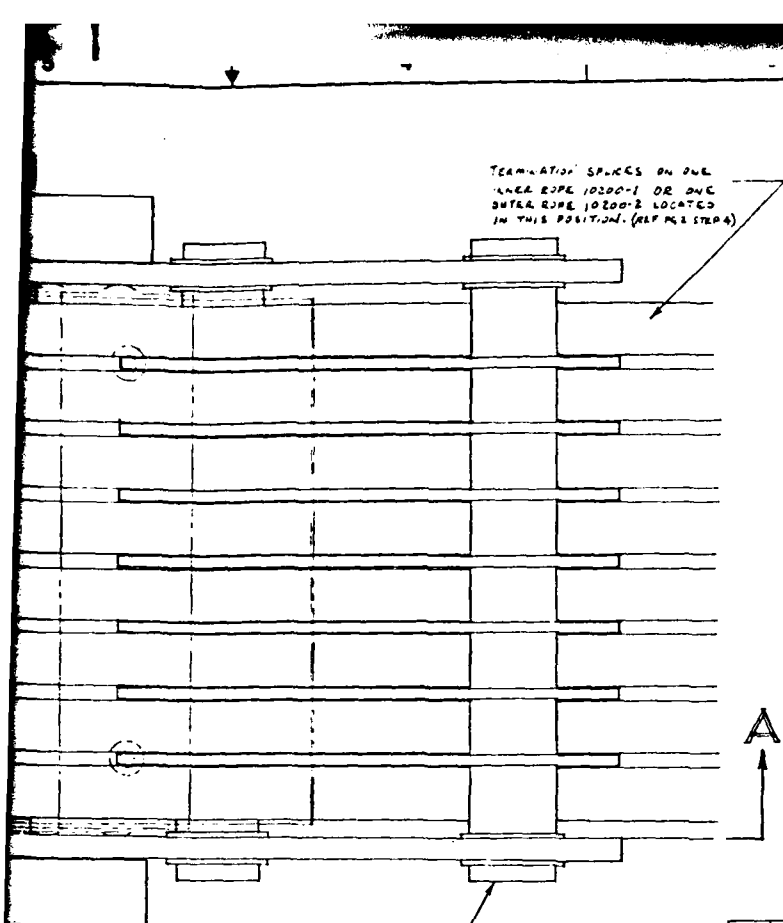 TERMINATION SPLICES ON ONE
INNER ROPE 10200-1 OR ONE
OUTER ROPE 10200-2 LOCATED
IN THIS POSITION. (REF PG 2 STEP 4)
A